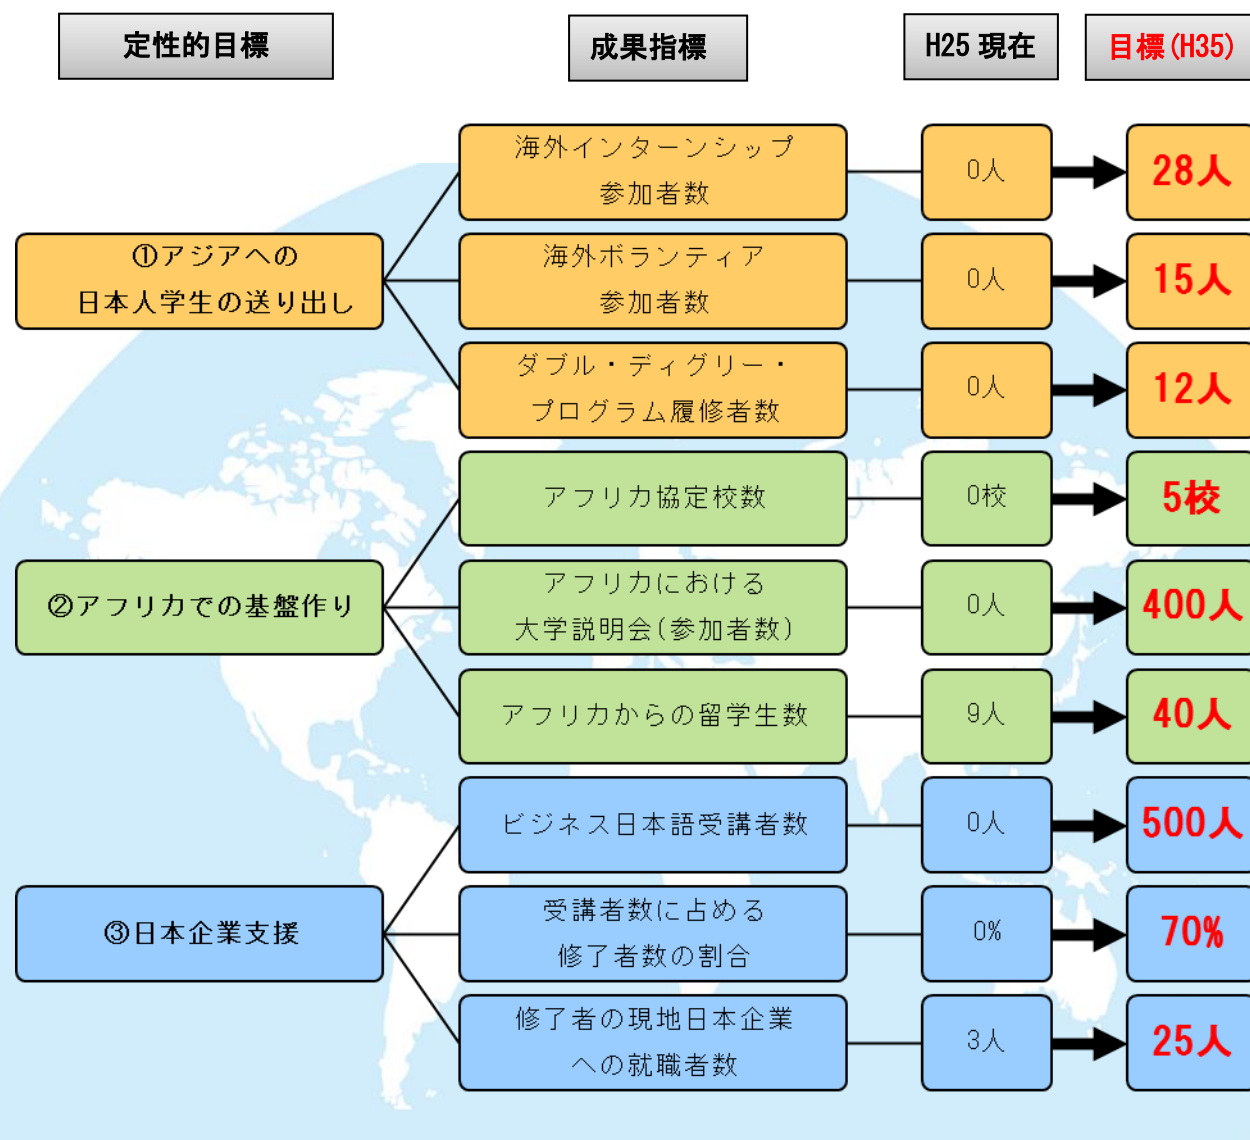 定性的目標
成果指標
H25 現在
目標(H35)
①アジアへの
日本人学生の送り出し
海外インターンシップ
参加者数
0人
28人
海外ボランティア
参加者数
0人
15人
ダブル・ディグリー・
プログラム履修者数
0人
12人
②アフリカでの基盤作り
アフリカ協定校数
0校
5校
アフリカにおける
大学説明会(参加者数)
0人
400人
アフリカからの留学生数
9人
40人
③日本企業支援
ビジネス日本語受講者数
0人
500人
受講者数に占める
修了者数の割合
0%
70%
修了者の現地日本企業
への就職者数
3人
25人